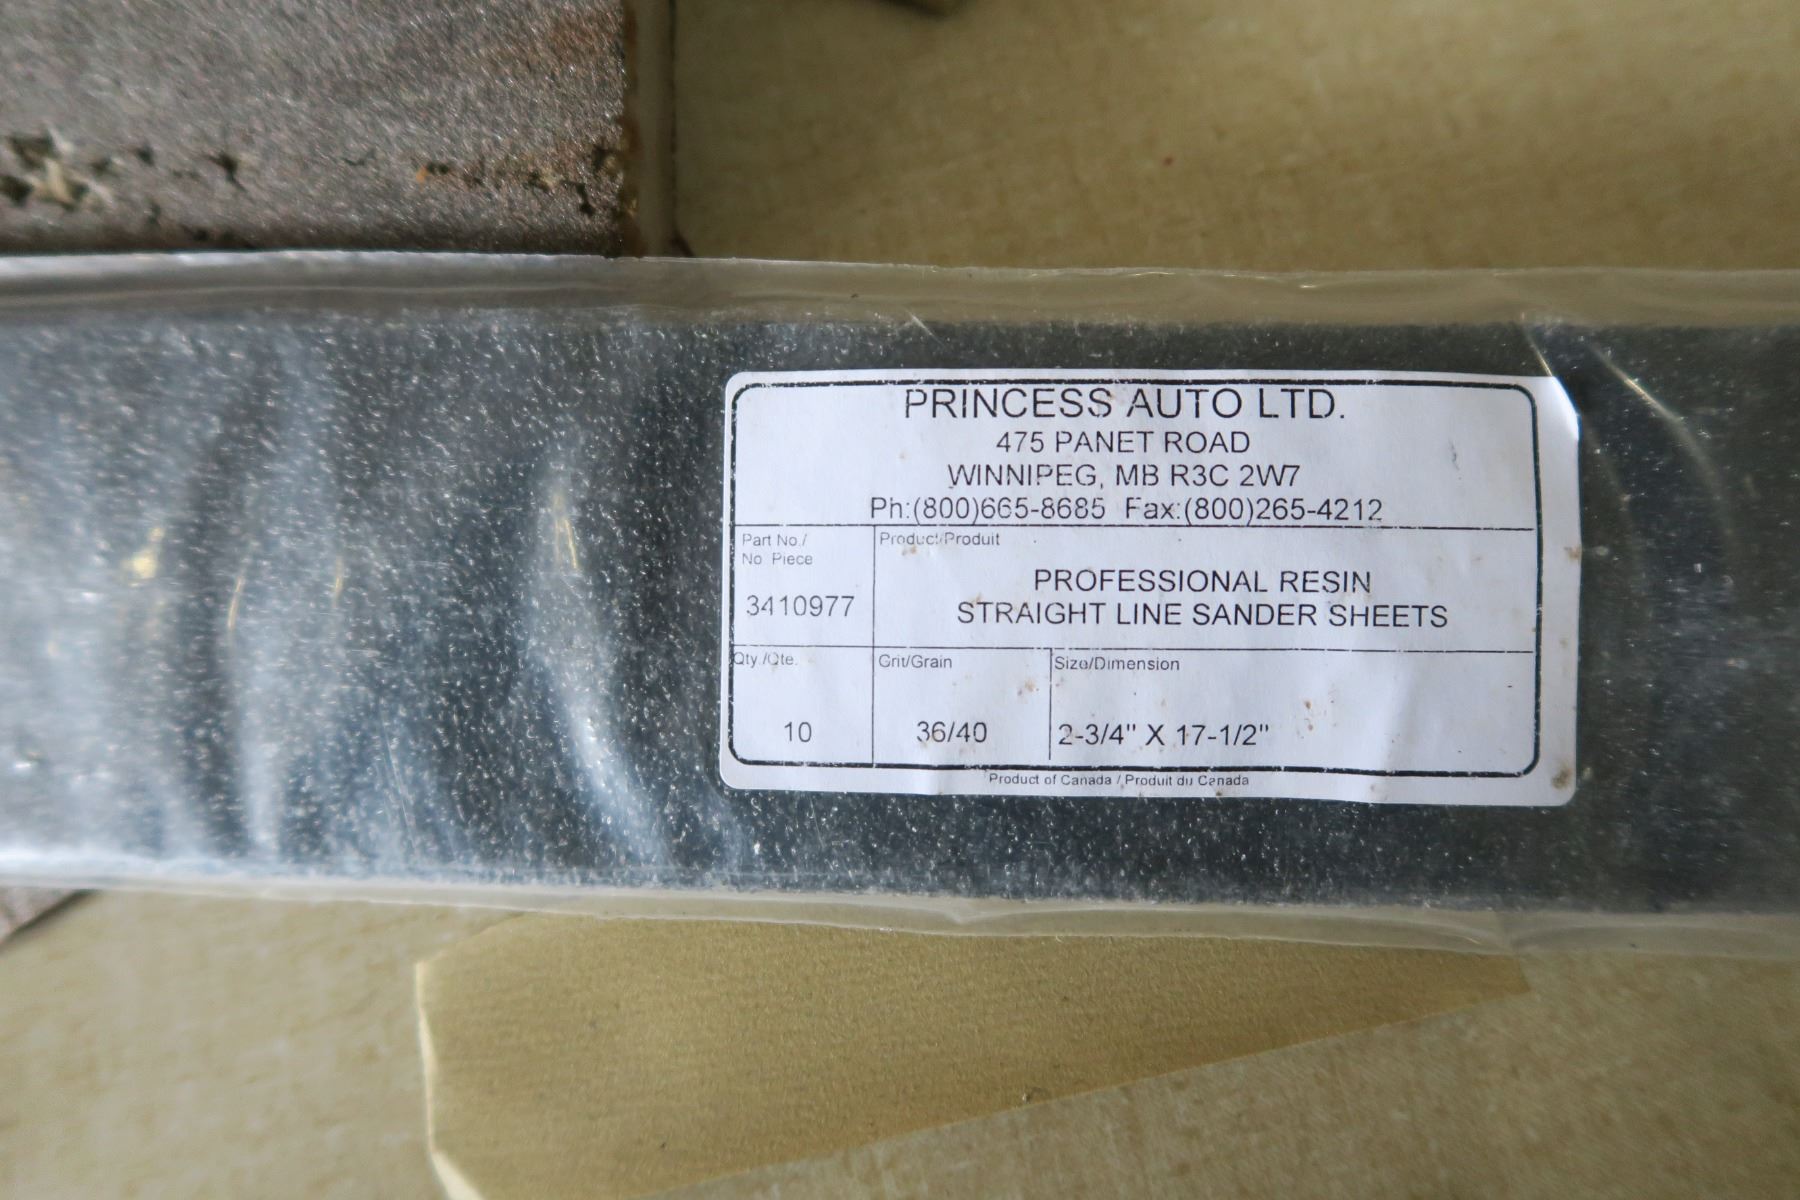 PRINCESS AUTO LTD.
475 PANET ROAD
WINNIPEG, MB R3C 2W7
Ph:(800)665-8685 Fax:(800)265-4212
Part No./
No. Piece
3410977
Product/Produit
PROFESSIONAL RESIN
STRAIGHT LINE SANDER SHEETS
Qty./Qte.
10
Grit/Grain
36/40
Size/Dimension
2-3/4" X 17-1/2"
Product of Canada / Produit du Canada